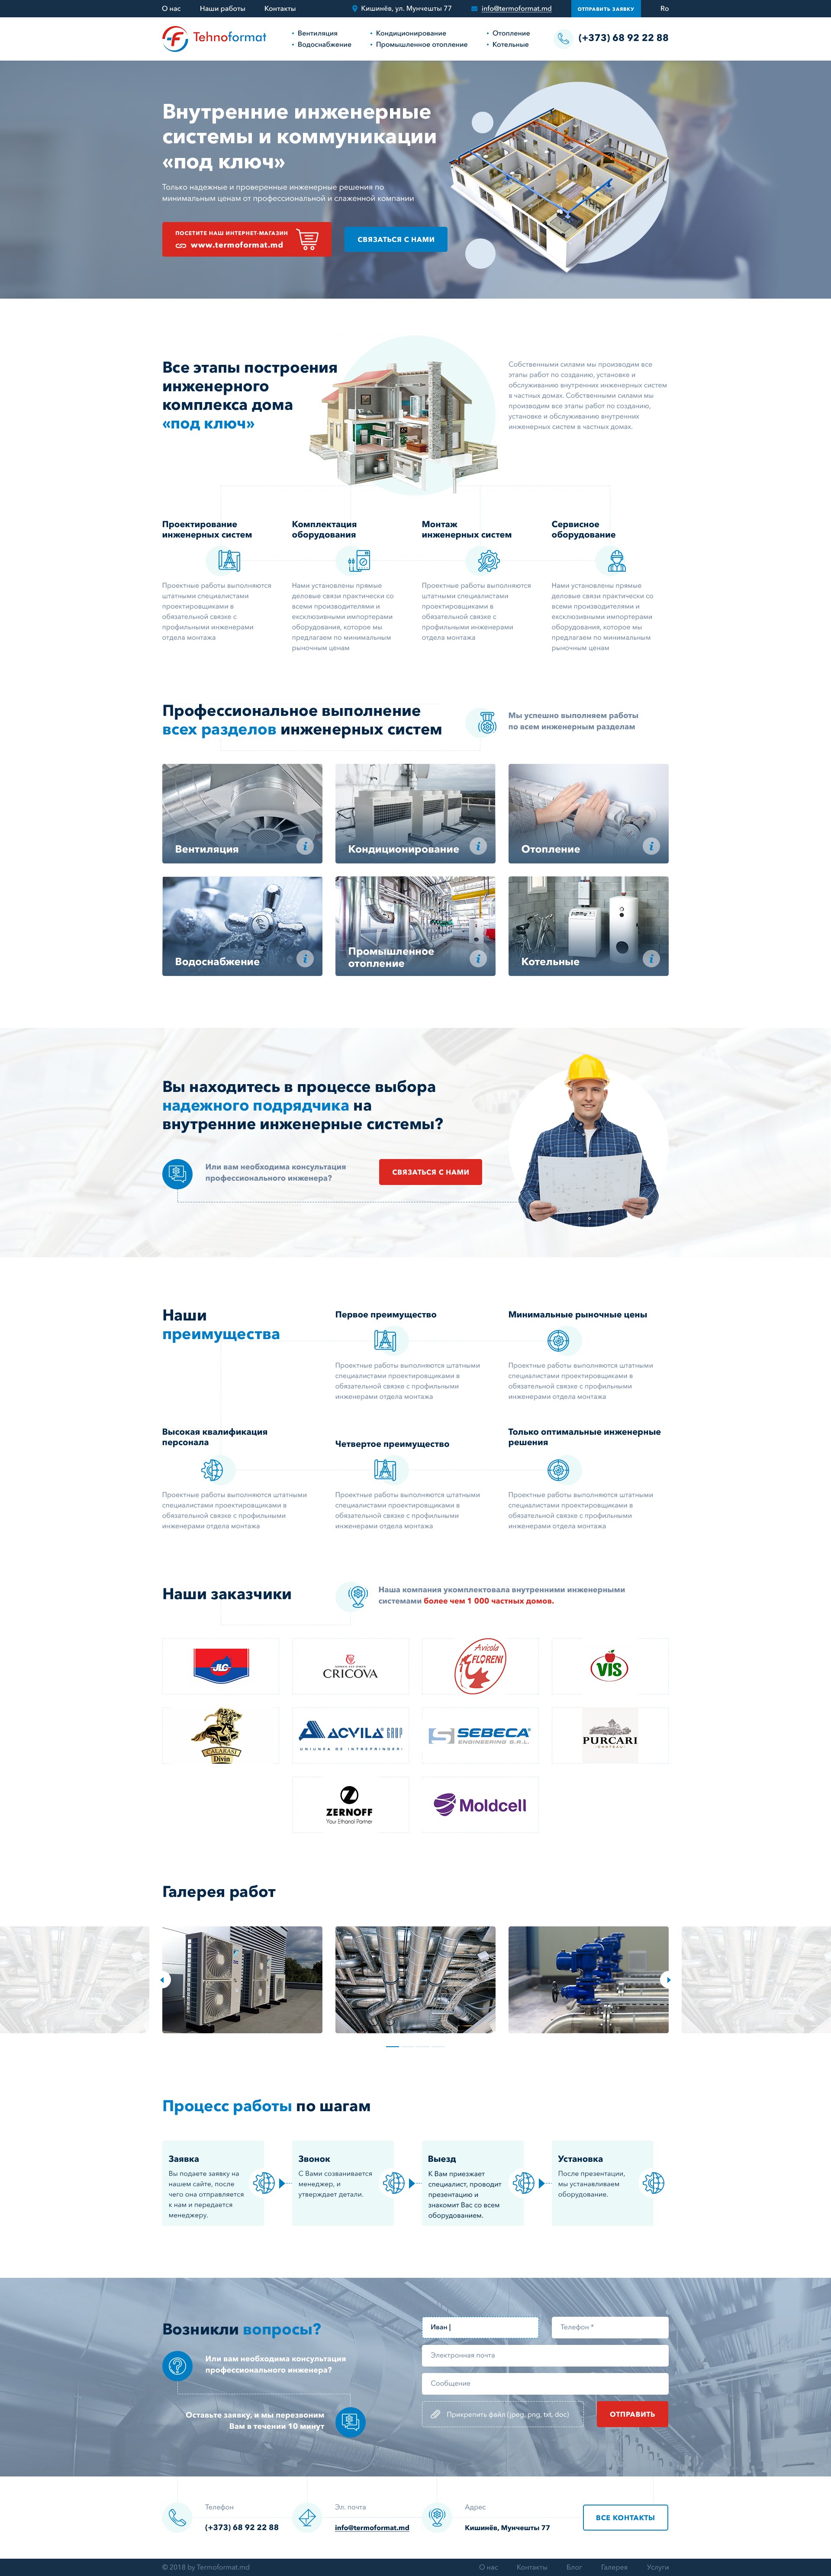 О нас
Наши работы
Контакты
Кишинёв, ул. Мунчешты 77
info@termoformat.md
ОТПРАВИТЬ ЗАЯВКУ
Ro
Tehnoformat
Вентиляция
Кондиционирование
Отопление
Водоснабжение
Промышленное отопление
Котельные
(+373) 68 92 22 88
Внутренние инженерные
системы и коммуникации
«под ключ»
Только надежные и проверенные инженерные решения по
минимальным ценам от профессиональной и слаженной компании
ПОСЕТИТЕ НАШ ИНТЕРНЕТ-МАГАЗИН
www.termoformat.md
СВЯЗАТЬСЯ С НАМИ
Все этапы построения
инженерного
комплекса дома
«под ключ»
Собственными силами мы производим все
этапы работ по созданию, установке и
обслуживанию внутренних инженерных систем
в частных домах. Собственными силами мы
производим все этапы работ по созданию,
установке и обслуживанию внутренних
инженерных систем в частных домах.
Проектирование
инженерных систем
Проектные работы выполняются
штатными специалистами
проектировщиками в
обязательной связке с
профильными инженерами
отдела монтажа
Комплектация
оборудования
Нами установлены прямые
деловые связи практически со
всеми производителями и
эксклюзивными импортерами
оборудования, которое мы
предлагаем по минимальным
рыночным ценам
Монтаж
инженерных систем
Проектные работы выполняются
штатными специалистами
проектировщиками в
обязательной связке с
профильными инженерами
отдела монтажа
Сервисное
оборудование
Нами установлены прямые
деловые связи практически со
всеми производителями и
эксклюзивными импортерами
оборудования, которое мы
предлагаем по минимальным
рыночным ценам
Профессиональное выполнение
всех разделов инженерных систем
Мы успешно выполняем работы
по всем инженерным разделам
Вентиляция
i
Кондиционирование
i
Отопление
i
Водоснабжение
i
Промышленное
отопление
i
Котельные
i
Вы находитесь в процессе выбора
надежного подрядчика на
внутренние инженерные системы?
Или вам необходима консультация
профессионального инженера?
СВЯЗАТЬСЯ С НАМИ
Наши
преимущества
Первое преимущество
Проектные работы выполняются штатными
специалистами проектировщиками в
обязательной связке с профильными
инженерами отдела монтажа
Минимальные рыночные цены
Проектные работы выполняются штатными
специалистами проектировщиками в
обязательной связке с профильными
инженерами отдела монтажа
Высокая квалификация
персонала
Проектные работы выполняются штатными
специалистами проектировщиками в
обязательной связке с профильными
инженерами отдела монтажа
Четвертое преимущество
Проектные работы выполняются штатными
специалистами проектировщиками в
обязательной связке с профильными
инженерами отдела монтажа
Только оптимальные инженерные
решения
Проектные работы выполняются штатными
специалистами проектировщиками в
обязательной связке с профильными
инженерами отдела монтажа
Наши заказчики
Наша компания укомплектовала внутренними инженерными
системами более чем 1 000 частных домов.
JLC
CRICOVA
Avicola
FLORENI
VIS
CALARASI
Divin
ACVILA GRUP
UNIUNEA DE INTREPRINDERI
SEBECA
ENGINEERING S.R.L.
PURCARI
CHATEAU
ZERNOFF
Your Ethanol Partner
Moldcell
Галерея работ
Процесс работы по шагам
Заявка
Вы подаете заявку на
нашем сайте, после
чего она отправляется
к нам и передается
менеджеру.
Звонок
С Вами созванивается
менеджер, и
утверждает детали.
Выезд
К Вам приезжает
специалист, проводит
презентацию и
знакомит Вас со всем
оборудованием.
Установка
После презентации,
мы устанавливаем
оборудование.
Возникли вопросы?
Или вам необходима консультация
профессионального инженера?
Оставьте заявку, и мы перезвоним
Вам в течении 10 минут
Иван
Телефон *
Электронная почта
Сообщение
Прикрепить файл (jpeg, png, txt, doc)
ОТПРАВИТЬ
Телефон
(+373) 68 92 22 88
Эл. почта
info@termoformat.md
Адрес
Кишинёв, Мунчешты 77
ВСЕ КОНТАКТЫ
© 2018 by Termoformat.md
О нас
Контакты
Блог
Галерея
Услуги